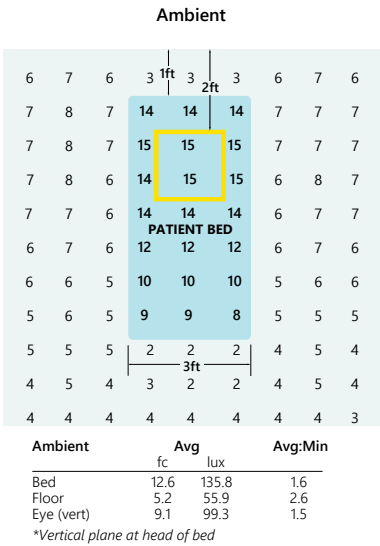 Ambient
1ft
6 7 6 3 3 3 6 7 6
2ft
7 8 7 14 14 14 7 7 7
7 8 7 15 15 15 7 7 7
7 8 6 14 15 15 6 8 7
7 7 6 14 14 14 6 7 7
PATIENT BED
6 7 6 12 12 12 6 7 6
6 6 5 10 10 10 5 6 6
5 6 5 9 9 8 5 5 5
5 5 5 2 2 2 4 5 4
3ft
4 5 4 3 2 2 4 5 4
4 4 4 4 4 4 4 4 3
Ambient Avg Avg:Min
fc lux
Bed 12.6 135.8 1.6
Floor 5.2 55.9 2.6
Eye (vert) 9.1 99.3 1.5
*Vertical plane at head of bed